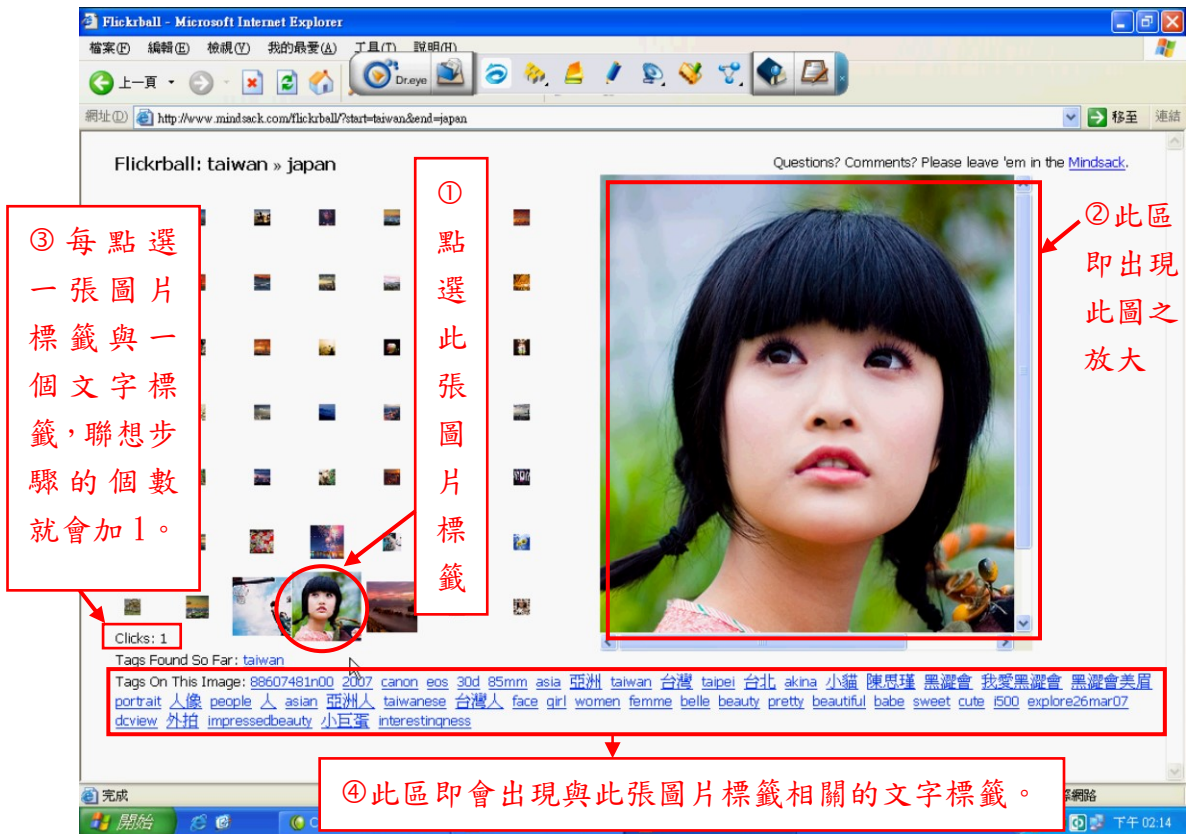 Flickrball - Microsoft Internet Explorer
檔案(F) 編輯(E) 檢視(V) 我的最愛(A) 工具(T) 說明(H)
上一頁
Dr.eye
網址(D) http://www.mindsack.com/flickrball/?start=taiwan&end=japan 移至 連結
Flickrball: taiwan » japan
Questions? Comments? Please leave 'em in the Mindsack.
①
點
選
此
張
圖
片
標
籤
②此區
即出現
此圖之
放大
③每點選
一張圖片
標籤與一
個文字標
籤,聯想步
驟的個數
就會加1。
Clicks: 1
Tags Found So Far: taiwan
Tags On This Image: 88607481n00 2007 canon eos 30d 85mm asia 亞洲 taiwan 台灣 taipei 台北 akina 小貓 陳思瑾 黑澀會 我愛黑澀會 黑澀會美眉
portrait 人像 people 人 asian 亞洲人 taiwanese 台灣人 face girl women femme belle beauty pretty beautiful babe sweet cute i500 explore26mar07
dcview 外拍 impressedbeauty 小巨蛋 interestingness
④此區即會出現與此張圖片標籤相關的文字標籤。
完成
網路
開始
下午 02:14